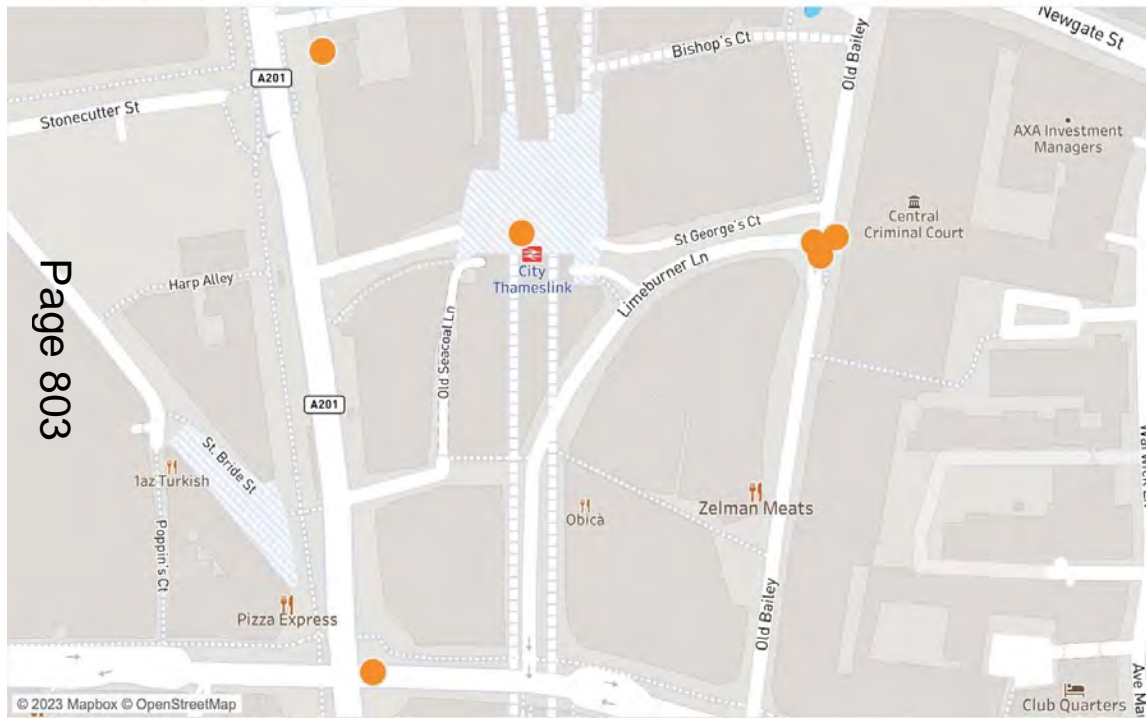 Newgate St
Bishop's Ct
Old Bailey
A201
Stonecutter St
AXA Investment
Managers
Central
Criminal Court
St George's Ct
City
Thameslink
Limeburner Ln
Harp Alley
Page 803
Old Seacoal Ln
A201
St. Bride St
1az Turkish
Poppin's Ct
Obicà
Zelman Meats
Pizza Express
Old Bailey
© 2023 Mapbox © OpenStreetMap
Club Quarters